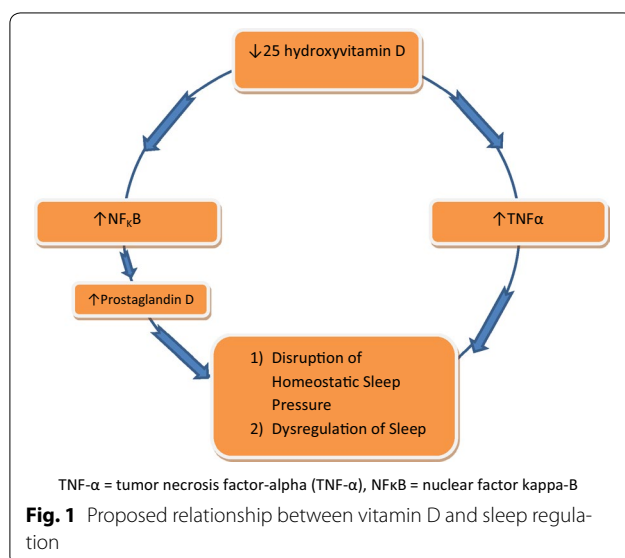 ↓25 hydroxyvitamin D
↑NFκB
↑TNFα
↑Prostaglandin D
1) Disruption of
Homeostatic Sleep
Pressure
2) Dysregulation of Sleep
TNF-α = tumor necrosis factor-alpha (TNF-α), NFκB = nuclear factor kappa-B
Fig. 1 Proposed relationship between vitamin D and sleep regula-
tion